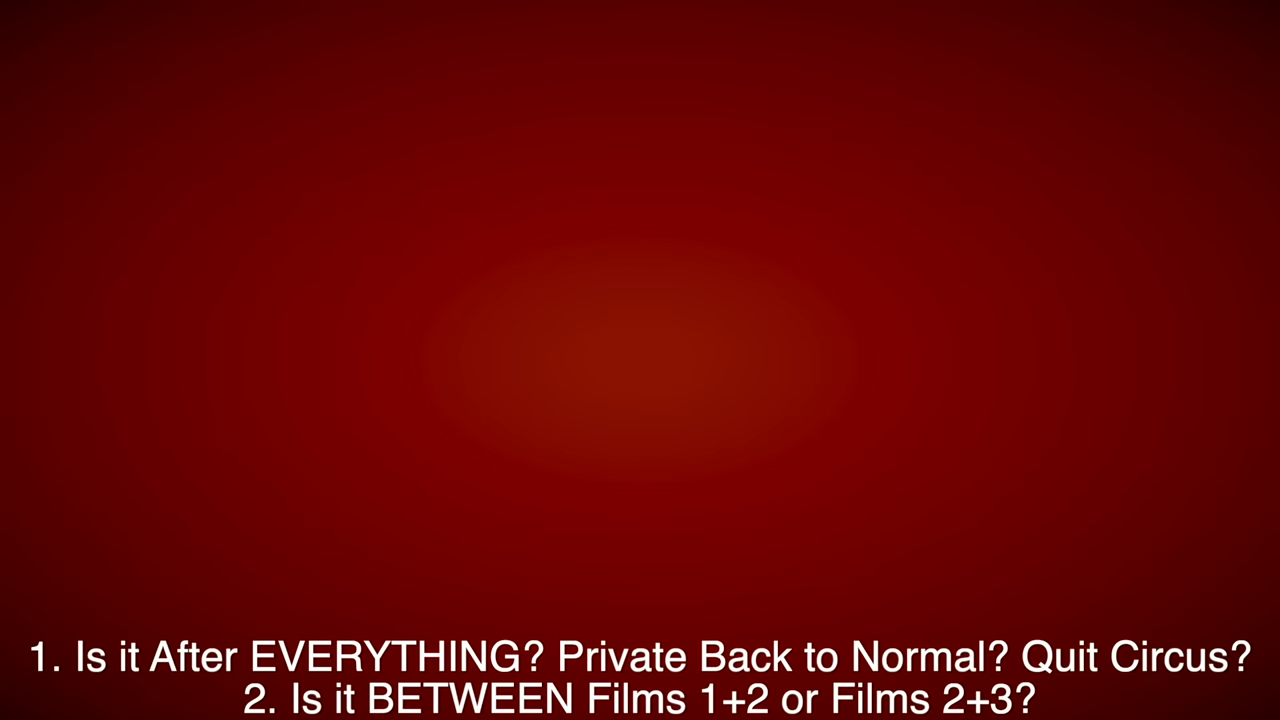 1. Is it After EVERYTHING? Private Back to Normal? Quit Circus?
2. Is it BETWEEN Films 1+2 or Films 2+3?